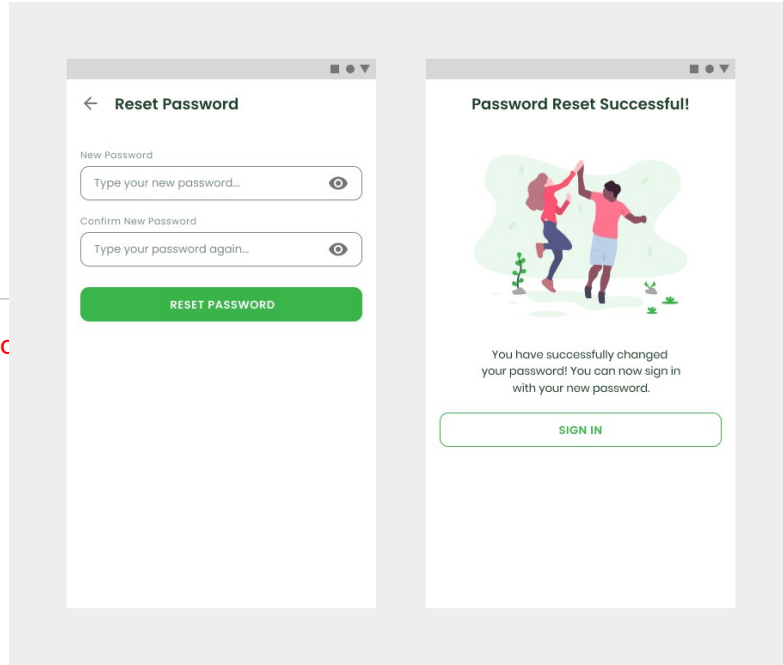 Reset Password
New Password
Type your new password...
Confirm New Password
Type your password again...
RESET PASSWORD
Password Reset Successful!
You have successfully changed
your password! You can now sign in
with your new password.
SIGN IN